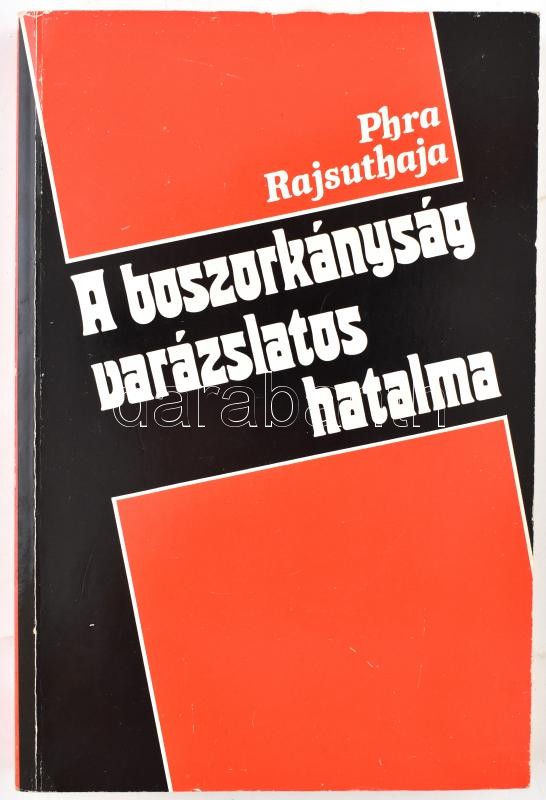 Phra
Rajsuthaja
A boszorkányság
varázslatos
hatalma
darabanth